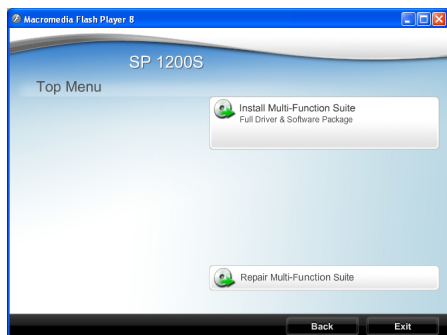 Macromedia Flash Player 8
SP 1200S
Top Menu
Install Multi-Function Suite
Full Driver & Software Package
Repair Multi-Function Suite
Back
Exit